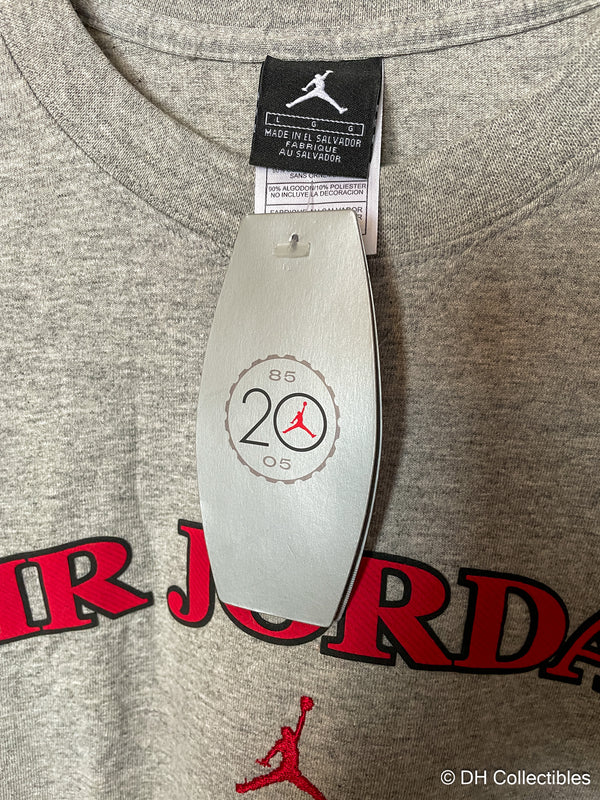 L G G
MADE IN EL SALVADOR
FABRIQUE
AU SALVADOR
90% ALGODON/10% POLIESTER
NO INCLUYE LA DECORACION
85
20
05
IR JORDA
© DH Collectibles